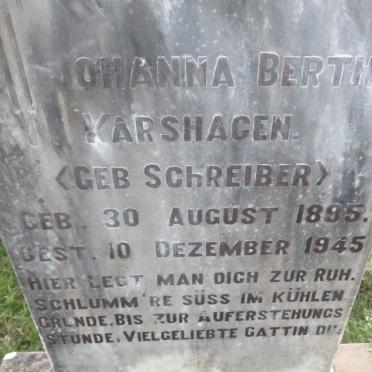 JOHANNA BERTH
KARSHAGEN.
<GEB SCHREIBER>
GEB. 30 AUGUST 1895.
GEST. 10 DEZEMBER 1945
HIER LEGT MAN DICH ZUR RUH.
SCHLUMM'RE SÜSS IM KÜHLEN
GRUNDE. BIS ZUR AUFERSTEHUNGS
STUNDE, VIELGELIEBTE GATTIN DU.